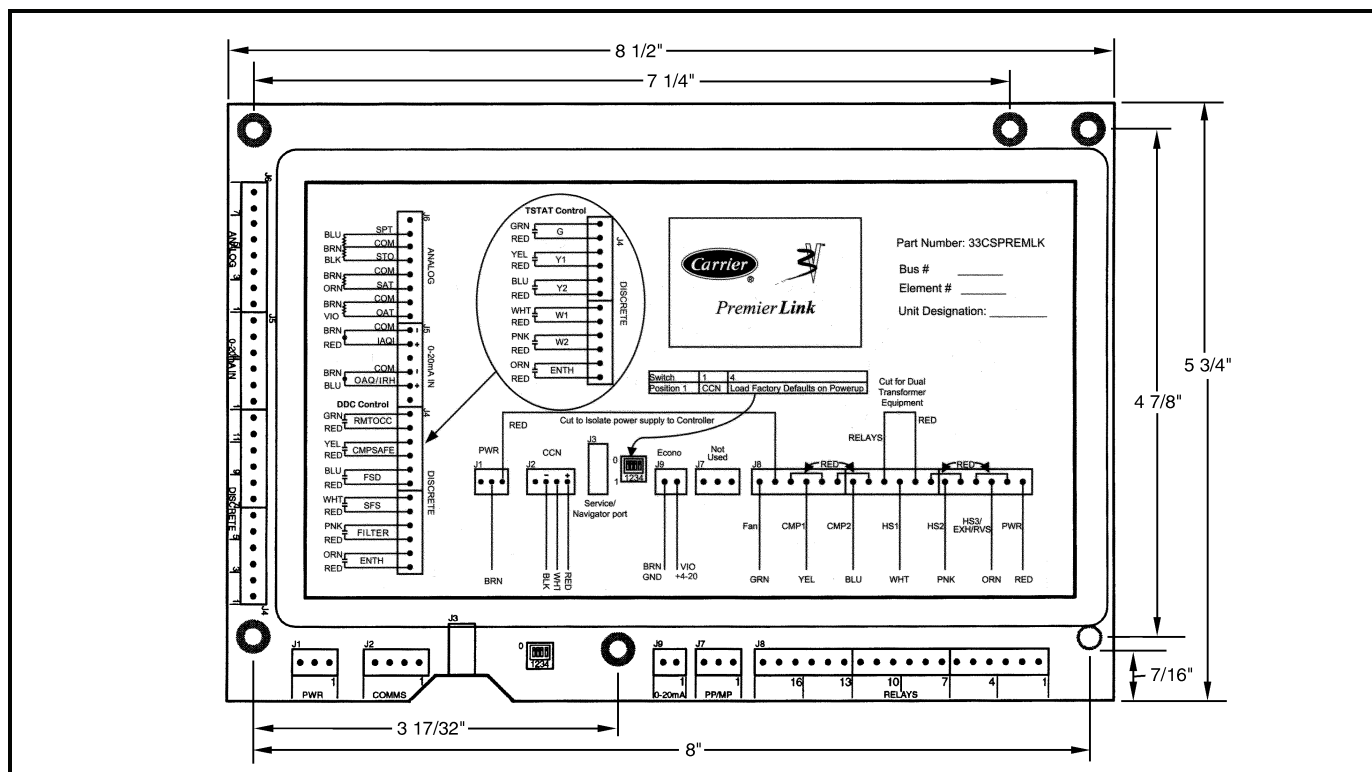 8 1/2"
7 1/4"
5 3/4"
4 7/8"
7/16"
3 17/32"
8"
J6
7
ANALOG
3
1
J5
0-20mA IN
1
11
9
7
DISCRETE
5
3
1
J4
J6
ANALOG
BLU SPT
BRN COM
BLK STO
BRN COM
ORN SAT
BRN COM
VIO OAT
J5
0-20mA IN
BRN COM -
RED IAQI +
BRN COM -
BLU OAQ/IRH +
DDC Control
J4
DISCRETE
GRN RMTOCC
RED
YEL CMPSAFE
RED
BLU FSD
RED
WHT SFS
RED
PNK FILTER
RED
ORN ENTH
RED
TSTAT Control
J4
DISCRETE
GRN G
RED
YEL Y1
RED
BLU Y2
RED
WHT W1
RED
PNK W2
RED
ORN ENTH
RED
Carrier ®
PremierLink
Part Number: 33CSPREMLK
Bus # ______
Element # ______
Unit Designation: ________
Switch 1 4
Position 1 CCN Load Factory Defaults on Powerup
Cut to Isolate power supply to Controller
RED
Cut for Dual
Transformer
Equipment
RELAYS
RED
PWR
J1
BRN
CCN
J2 - +
BLK WHT RED
J3
Service/
Navigator port
0
1
1234
Econo
J9
BRN VIO
GND +4-20
Not
Used
J7
J8
RED
RED
Fan CMP1 CMP2 HS1 HS2 HS3/
EXH/RVS PWR
GRN YEL BLU WHT PNK ORN RED
J1
1
PWR
J2
1
COMMS
J3
0
1234
J9
1
0-20mA
J7
1
PP/MP
J8
16 13 10 7 4 1
RELAYS